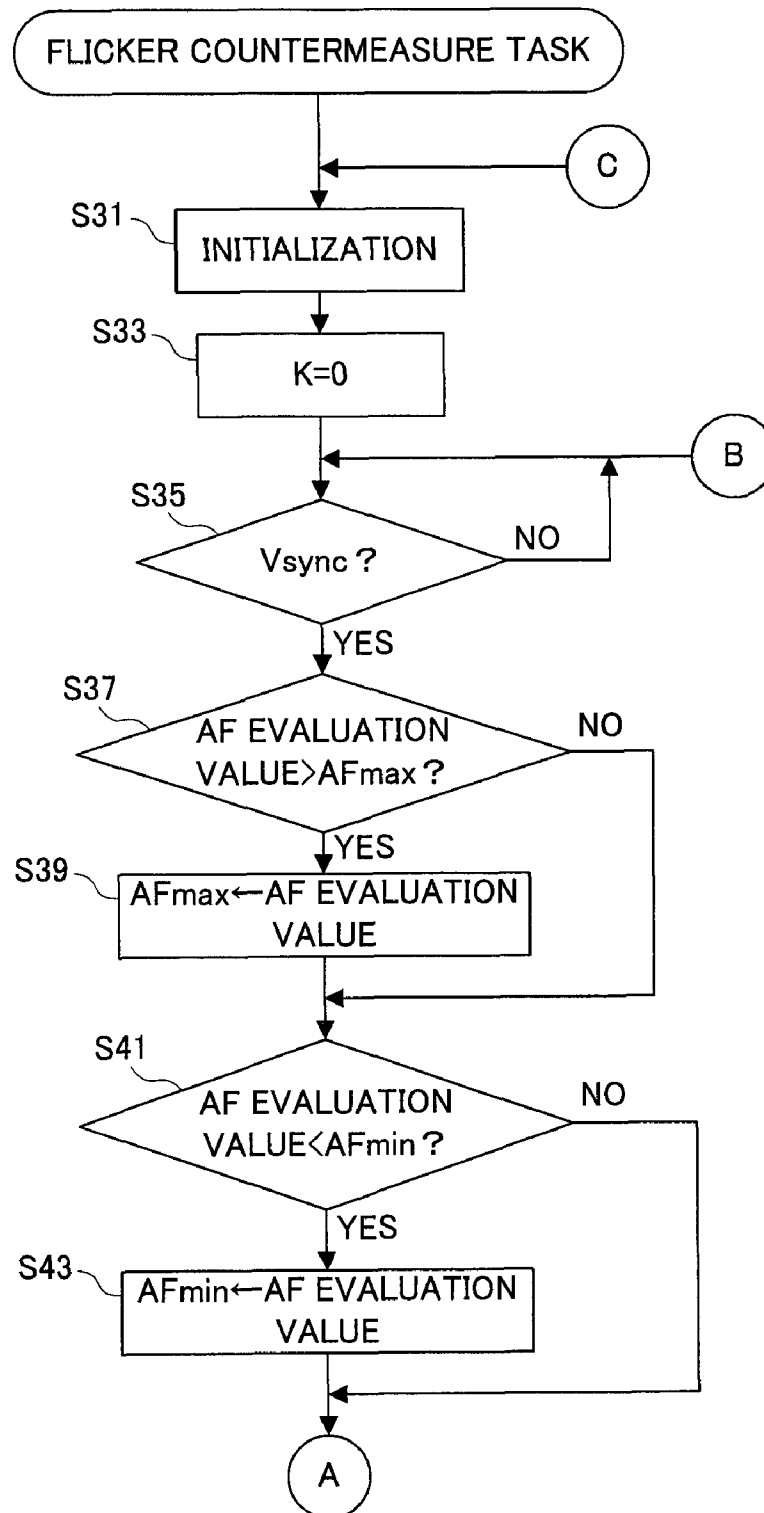 FLICKER COUNTERMEASURE TASK
C
S31
INITIALIZATION
S33
K=0
B
S35
Vsync?
NO
YES
S37
AF EVALUATION
VALUE>AFmax?
NO
YES
S39
AFmax←AF EVALUATION
VALUE
S41
AF EVALUATION
VALUE<AFmin?
NO
YES
S43
AFmin←AF EVALUATION
VALUE
A